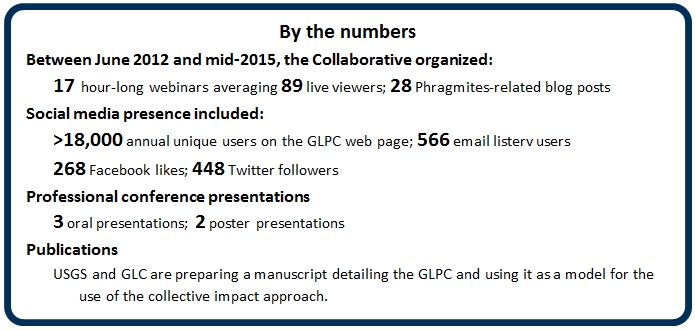 By the numbers
Between June 2012 and mid-2015, the Collaborative organized:
17 hour-long webinars averaging 89 live viewers; 28 Phragmites-related blog posts
Social media presence included:
>18,000 annual unique users on the GLPC web page; 566 email listerv users
268 Facebook likes; 448 Twitter followers
Professional conference presentations
3 oral presentations; 2 poster presentations
Publications
USGS and GLC are preparing a manuscript detailing the GLPC and using it as a model for the
use of the collective impact approach.